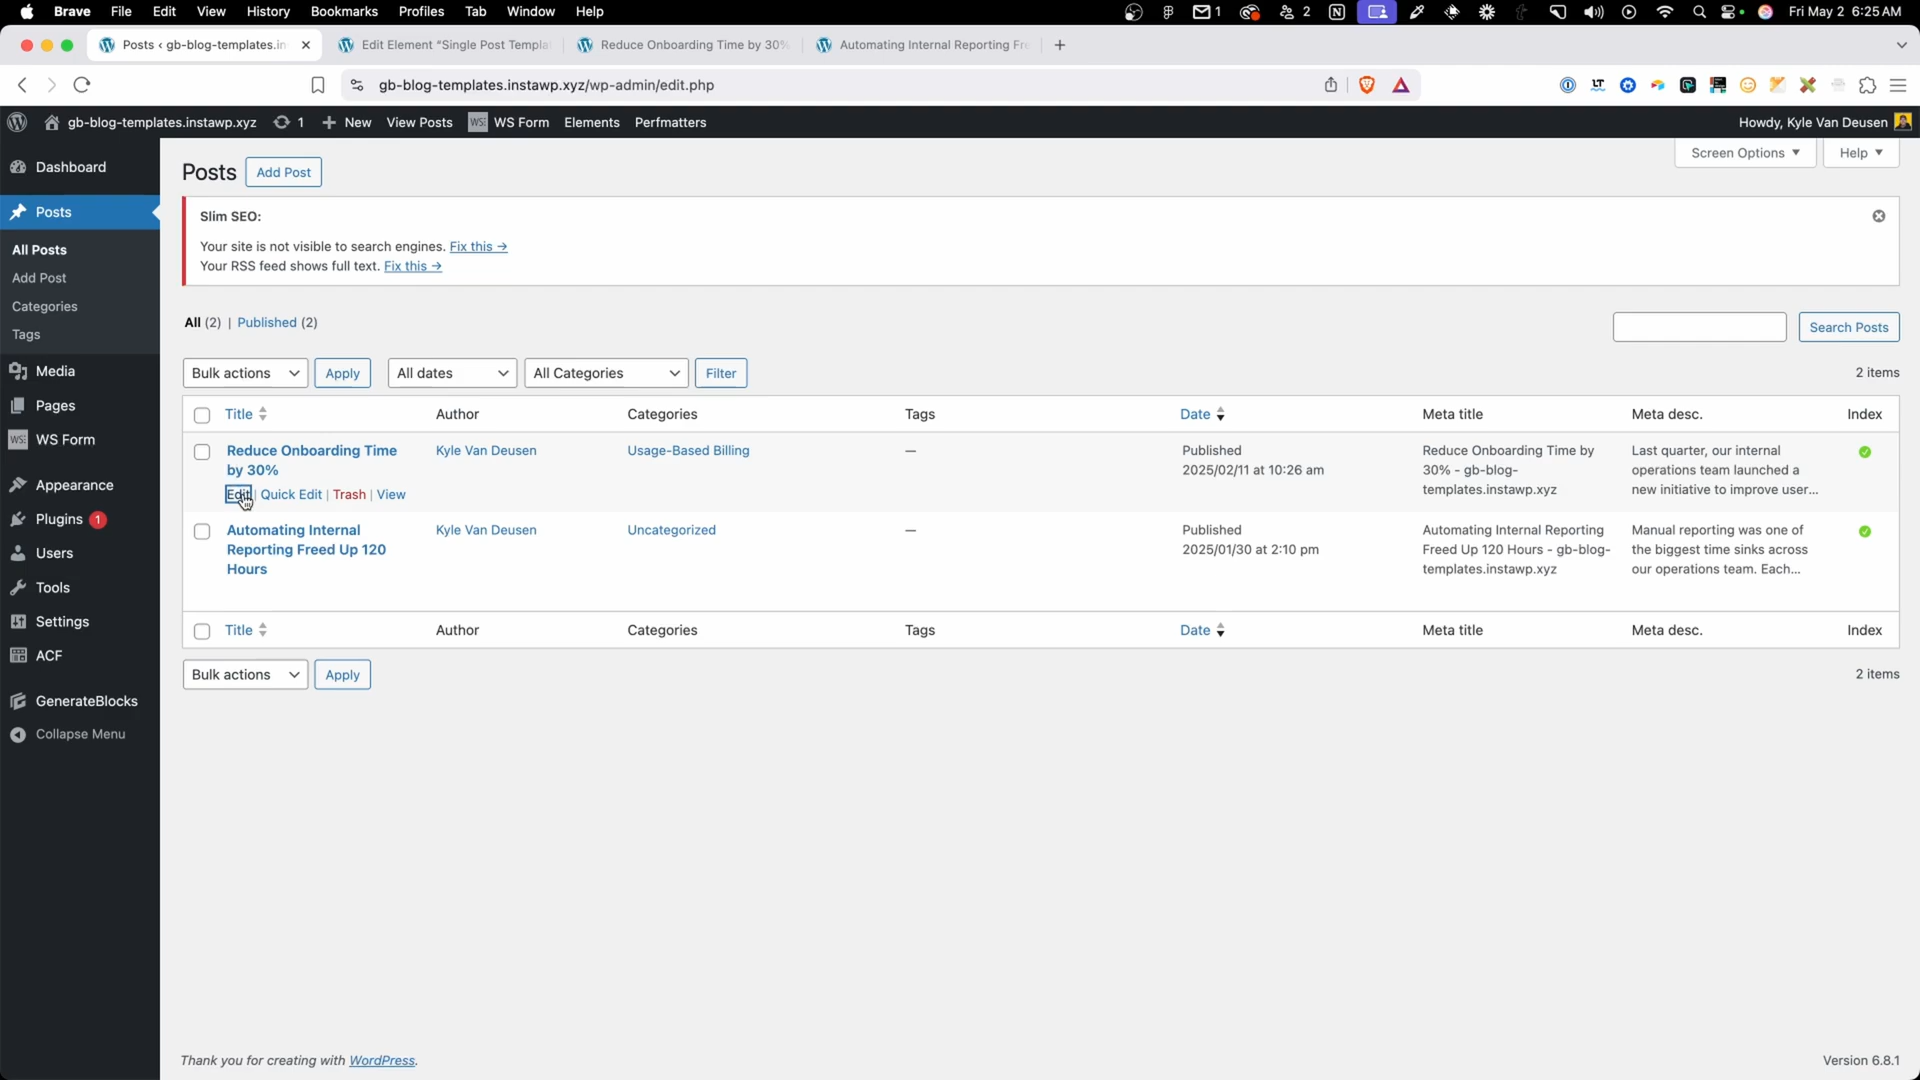 Brave File Edit View History Bookmarks Profiles Tab Window Help 1 2 Fri May 2 6:25 AM
Posts ‹ gb-blog-templates.in
Edit Element “Single Post Templa
Reduce Onboarding Time by 30%
Automating Internal Reporting Fre
gb-blog-templates.instawp.xyz/wp-admin/edit.php
gb-blog-templates.instawp.xyz 1 New View Posts WS Form Elements Perfmatters Howdy, Kyle Van Deusen
Dashboard
Posts
All Posts
Add Post
Categories
Tags
Media
Pages
WS Form
Appearance
Plugins 1
Users
Tools
Settings
ACF
GenerateBlocks
Collapse Menu
Screen Options Help
Posts Add Post
Slim SEO:
Your site is not visible to search engines. Fix this →
Your RSS feed shows full text. Fix this →
All (2) | Published (2)
Search Posts
Bulk actions Apply All dates All Categories Filter 2 items
Title Author Categories Tags Date Meta title Meta desc. Index
Reduce Onboarding Time by 30%
Edit | Quick Edit | Trash | View
Kyle Van Deusen
Usage-Based Billing
—
Published
2025/02/11 at 10:26 am
Reduce Onboarding Time by
30% - gb-blog-
templates.instawp.xyz
Last quarter, our internal
operations team launched a
new initiative to improve user...
Automating Internal
Reporting Freed Up 120
Hours
Kyle Van Deusen
Uncategorized
—
Published
2025/01/30 at 2:10 pm
Automating Internal Reporting
Freed Up 120 Hours - gb-blog-
templates.instawp.xyz
Manual reporting was one of
the biggest time sinks across
our operations team. Each...
Title Author Categories Tags Date Meta title Meta desc. Index
Bulk actions Apply 2 items
Thank you for creating with WordPress.
Version 6.8.1